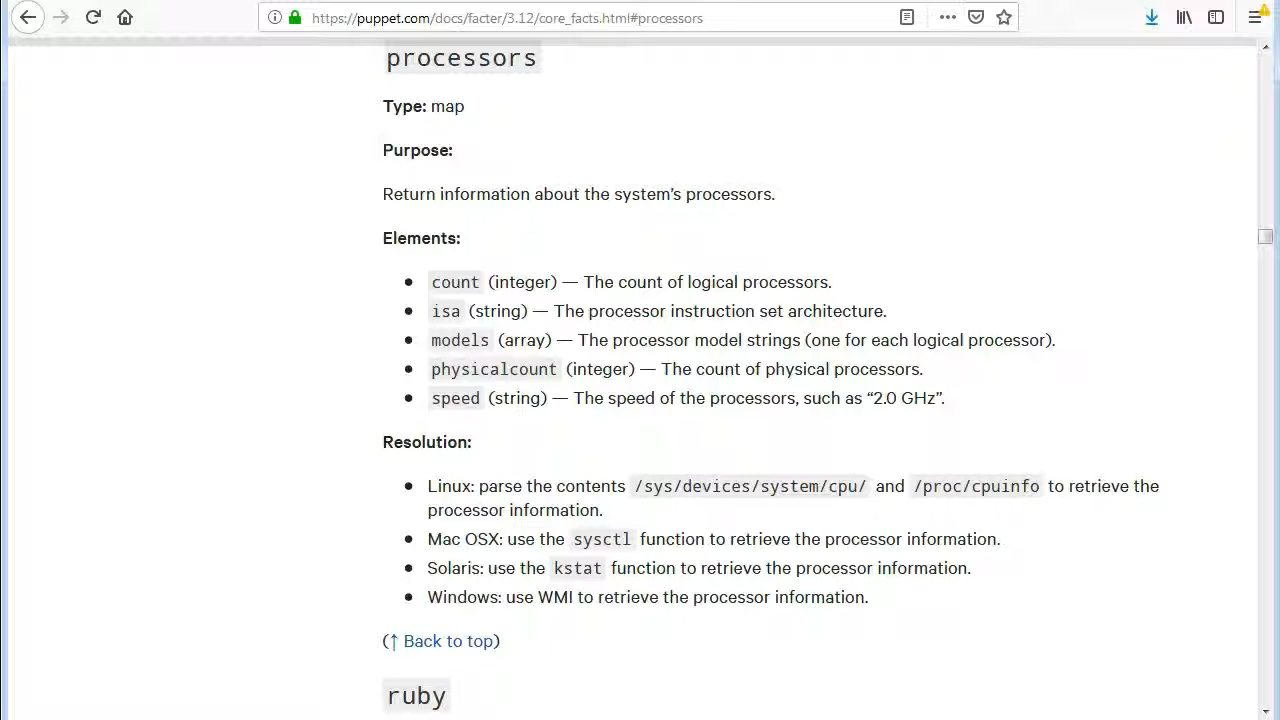 https://puppet.com/docs/facter/3.12/core_facts.html#processors
processors
Type: map
Purpose:
Return information about the system’s processors.
Elements:
count (integer) — The count of logical processors.
isa (string) — The processor instruction set architecture.
models (array) — The processor model strings (one for each logical processor).
physicalcount (integer) — The count of physical processors.
speed (string) — The speed of the processors, such as “2.0 GHz”.
Resolution:
Linux: parse the contents /sys/devices/system/cpu/ and /proc/cpuinfo to retrieve the
processor information.
Mac OSX: use the sysctl function to retrieve the processor information.
Solaris: use the kstat function to retrieve the processor information.
Windows: use WMI to retrieve the processor information.
(↑ Back to top)
ruby